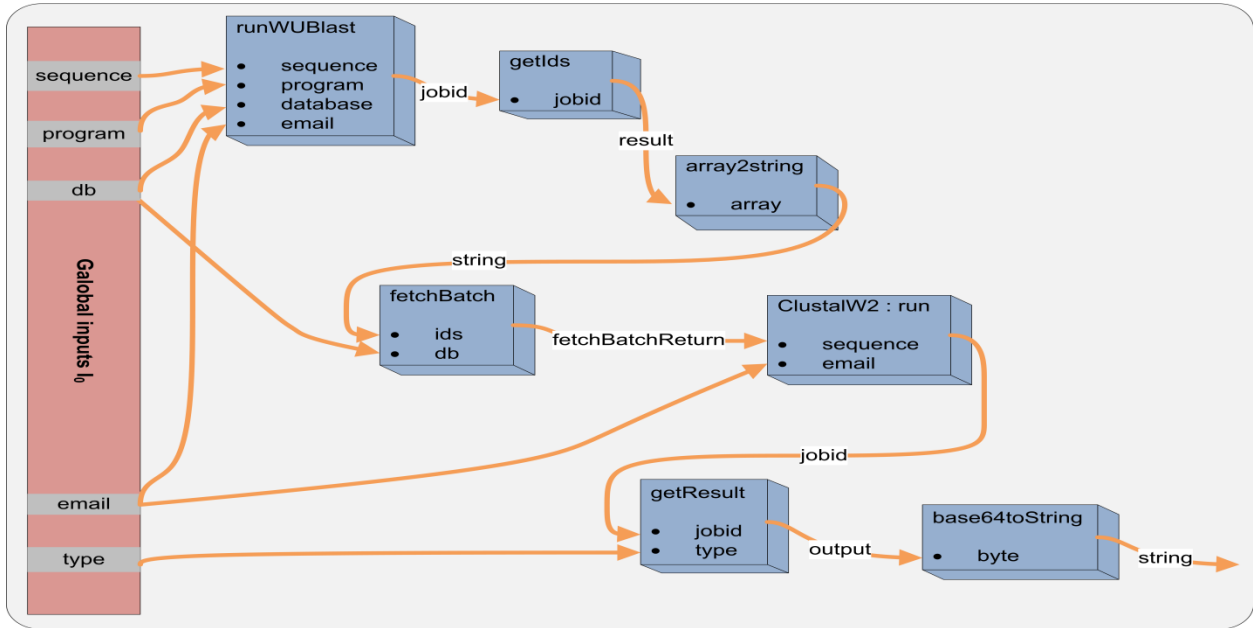 sequence
program
db
Galobal inputs I0
email
type
runWUBlast
sequence
program
database
email
jobid
getIds
jobid
result
array2string
array
string
fetchBatch
ids
db
fetchBatchReturn
ClustalW2 : run
sequence
email
jobid
getResult
jobid
type
output
base64toString
byte
string